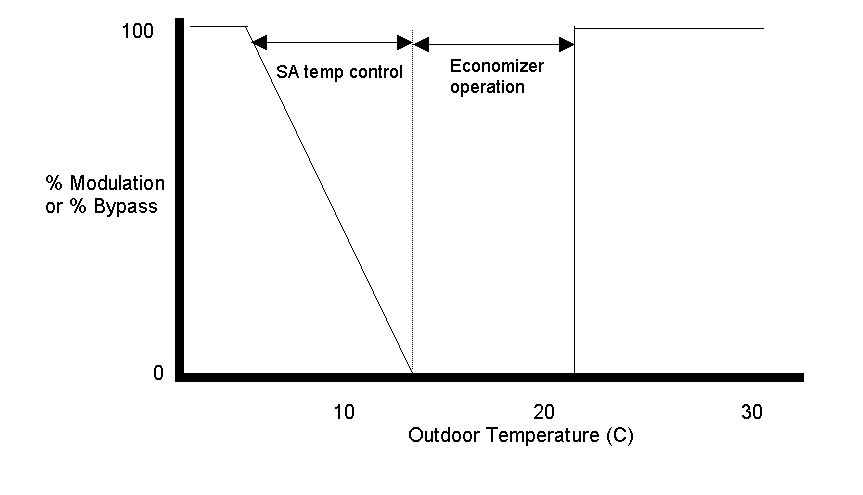 100
SA temp control
Economizer
operation
% Modulation
or % Bypass
0
10 20 30
Outdoor Temperature (C)